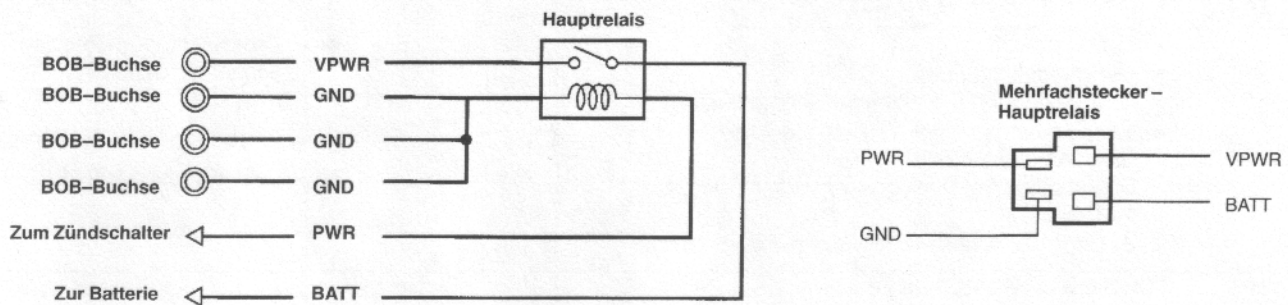 Hauptrelais
BOB–Buchse VPWR
BOB–Buchse GND
BOB–Buchse GND
BOB–Buchse GND
Zum Zündschalter PWR
Zur Batterie BATT
Mehrfachstecker –
Hauptrelais
PWR VPWR
BATT
GND